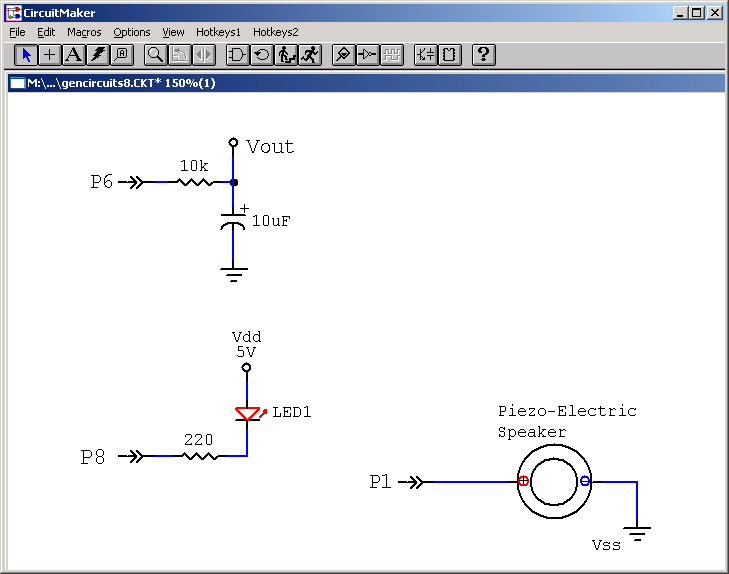 CircuitMaker
File Edit Macros Options View Hotkeys1 Hotkeys2
M:\...\gencircuits8.CKT* 150%(1)
Vout
10k
P6
+
10uF
Vdd
5V
LED1
220
P8
Piezo-Electric
Speaker
P1
Vss